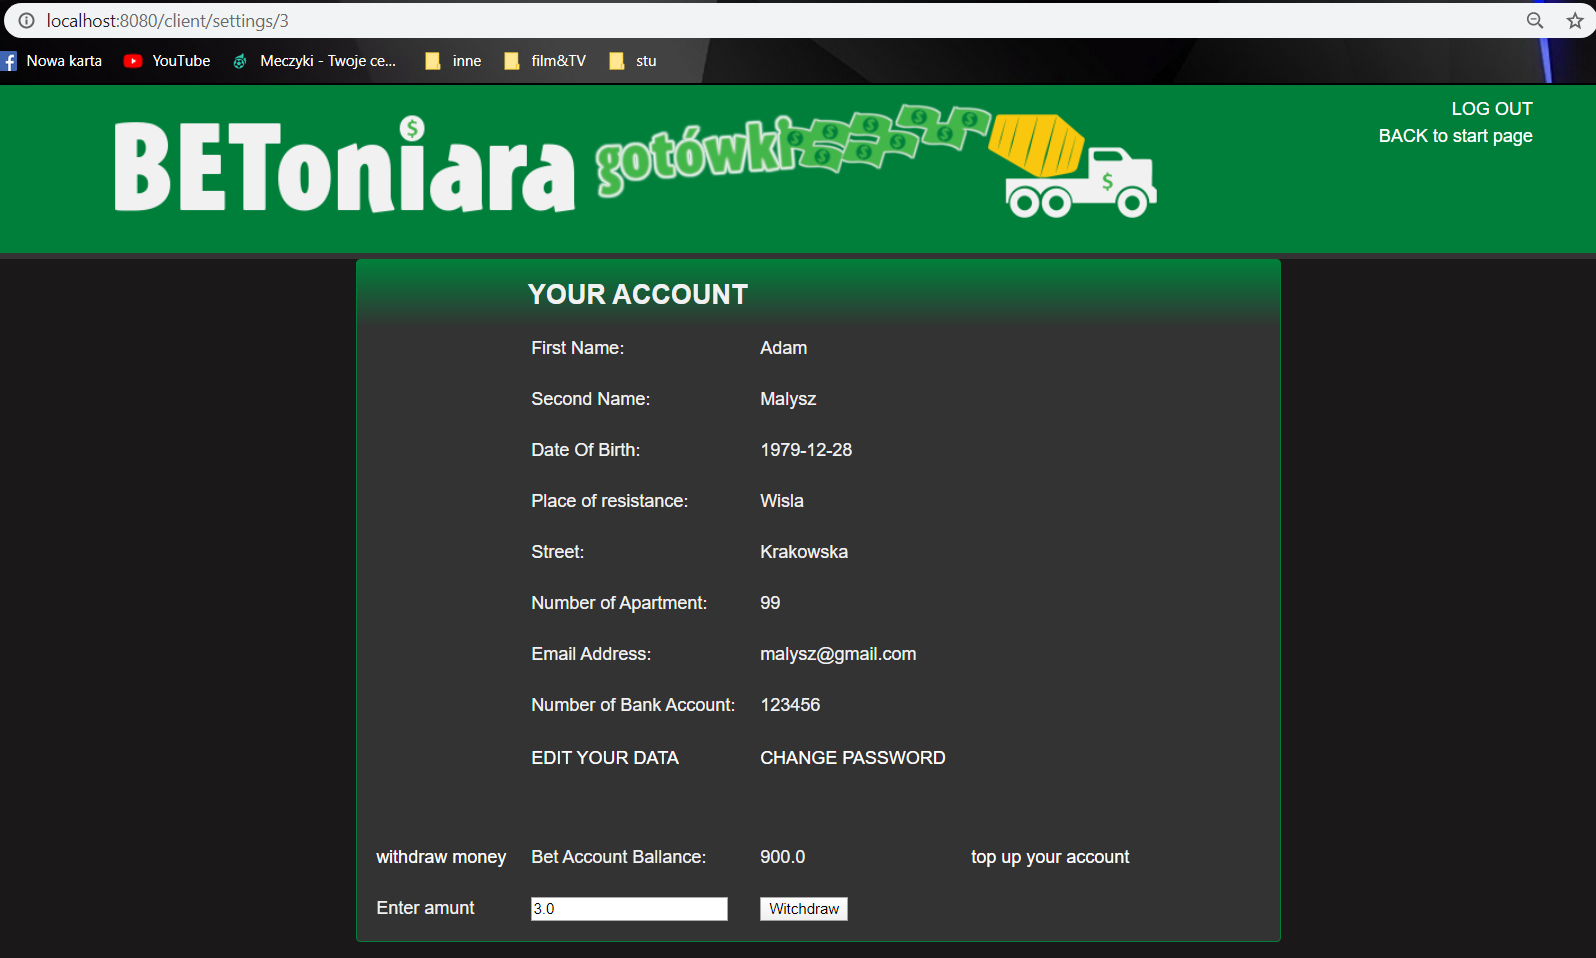 localhost:8080/client/settings/3
Nowa karta YouTube Meczyki - Twoje ce... inne film&TV stu
BEToniara gotówki
LOG OUT
BACK to start page
YOUR ACCOUNT
First Name: Adam
Second Name: Malysz
Date Of Birth: 1979-12-28
Place of resistance: Wisla
Street: Krakowska
Number of Apartment: 99
Email Address: malysz@gmail.com
Number of Bank Account: 123456
EDIT YOUR DATA CHANGE PASSWORD
withdraw money Bet Account Ballance: 900.0 top up your account
Enter amunt 3.0 Witchdraw